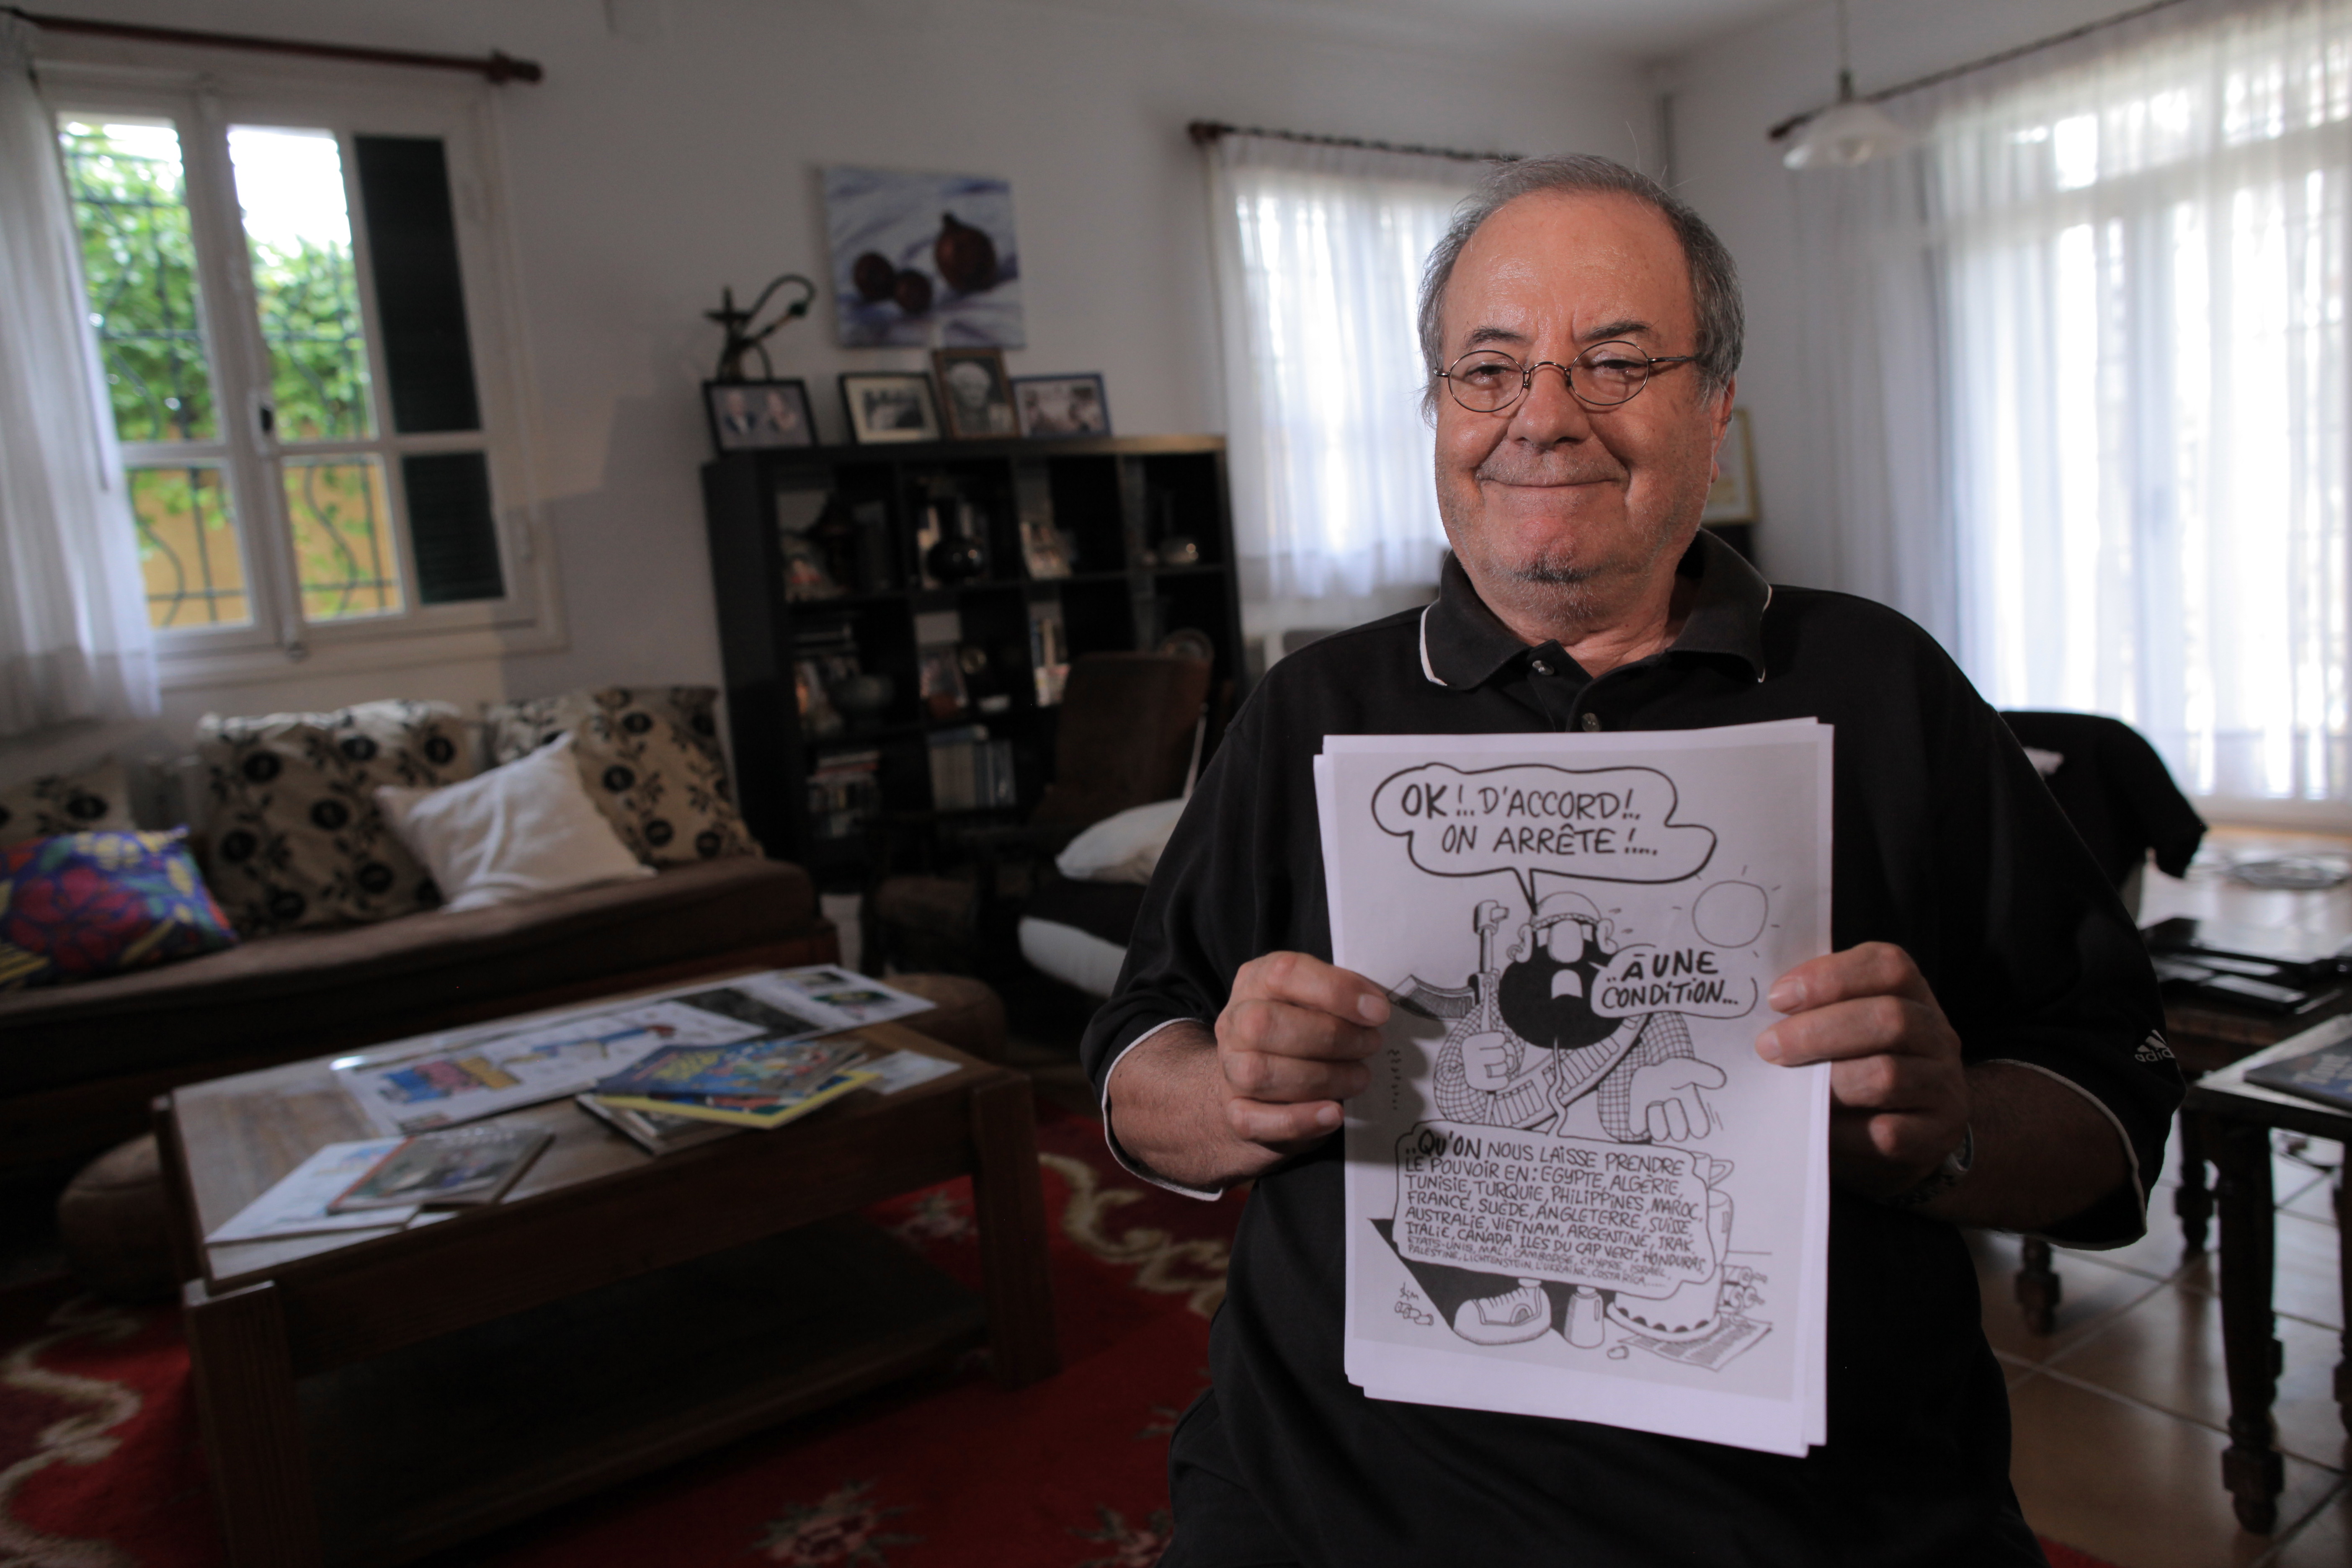 OK!.. D'ACCORD!..
ON ARRÊTE!....
..À UNE
CONDITION...
..QU'ON NOUS LAISSE PRENDRE
LE POUVOIR EN: EGYPTE, ALGÉRIE,
TUNISIE, TURQUIE, PHILIPPINES, MAROC,
FRANCE, SUÈDE, ANGLETERRE, SUISSE
AUSTRALIE, VIETNAM, ARGENTINE, IRAK,
ITALIE, CANADA, ILES DU CAP VERT, HONDURAS,
ETATS-UNIS, MALI, CAMBODGE, CHYPRE, ISRAEL,
PALESTINE, LICHTENSTEIN, L'UKRAINE, COSTA RICA....
Slim
adidas